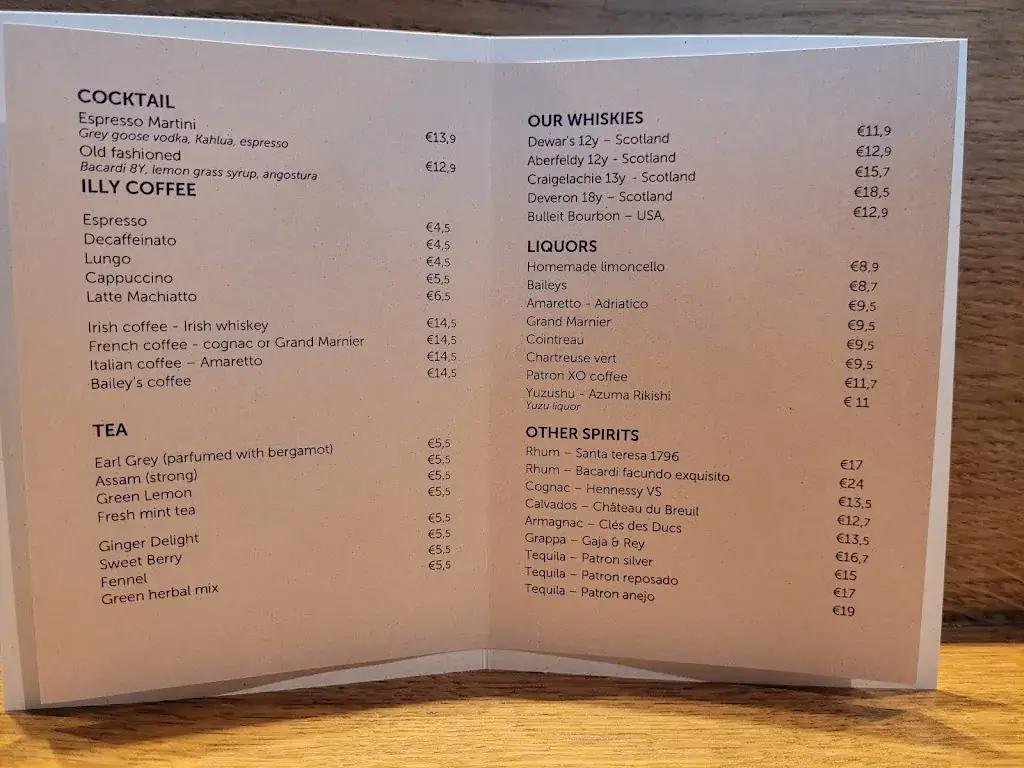 COCKTAIL
Espresso Martini €13,9
Grey goose vodka, Kahlua, espresso
Old fashioned €12,9
Bacardi 8Y, lemon grass syrup, angostura
ILLY COFFEE
Espresso €4,5
Decaffeinato €4,5
Lungo €4,5
Cappuccino €5,5
Latte Machiatto €6,5
Irish coffee - Irish whiskey €14,5
French coffee - cognac or Grand Marnier €14,5
Italian coffee – Amaretto €14,5
Bailey's coffee €14,5
TEA
Earl Grey (parfumed with bergamot) €5,5
Assam (strong) €5,5
Green Lemon €5,5
Fresh mint tea €5,5
Ginger Delight €5,5
Sweet Berry €5,5
Fennel €5,5
Green herbal mix
OUR WHISKIES
Dewar's 12y – Scotland €11,9
Aberfeldy 12y - Scotland €12,9
Craigelachie 13y - Scotland €15,7
Deveron 18y – Scotland €18,5
Bulleit Bourbon – USA, €12,9
LIQUORS
Homemade limoncello €8,9
Baileys €8,7
Amaretto - Adriatico €9,5
Grand Marnier €9,5
Cointreau €9,5
Chartreuse vert €9,5
Patron XO coffee €11,7
Yuzushu - Azuma Rikishi € 11
Yuzu liquor
OTHER SPIRITS
Rhum – Santa teresa 1796 €17
Rhum – Bacardi facundo exquisito €24
Cognac – Hennessy VS €13,5
Calvados – Château du Breuil €12,7
Armagnac – Clés des Ducs €13,5
Grappa – Gaja & Rey €16,7
Tequila – Patron silver €15
Tequila – Patron reposado €17
Tequila – Patron anejo €19